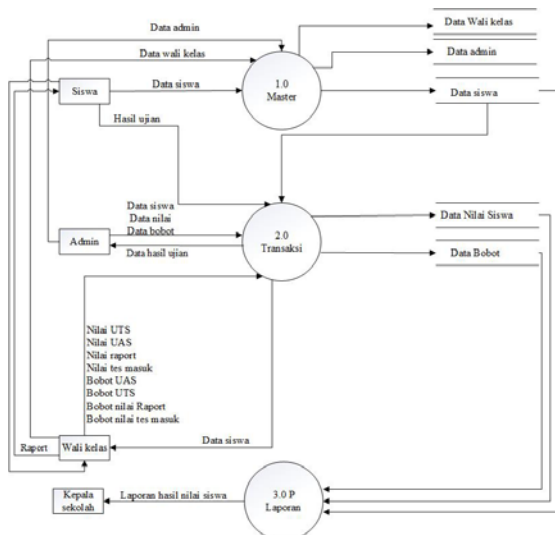 Data admin
Data wali kelas
Data Wali kelas
Data admin
Siswa
Data siswa
1.0
Master
Data siswa
Hasil ujian
Data siswa
Data nilai
Data bobot
Admin
Data hasil ujian
2.0
Transaksi
Data Nilai Siswa
Data Bobot
Nilai UTS
Nilai UAS
Nilai raport
Nilai tes masuk
Bobot UAS
Bobot UTS
Bobot nilai Raport
Bobot nilai tes masuk
Raport
Wali kelas
Data siswa
Kepala
sekolah
Laporan hasil nilai siswa
3.0 P
Laporan